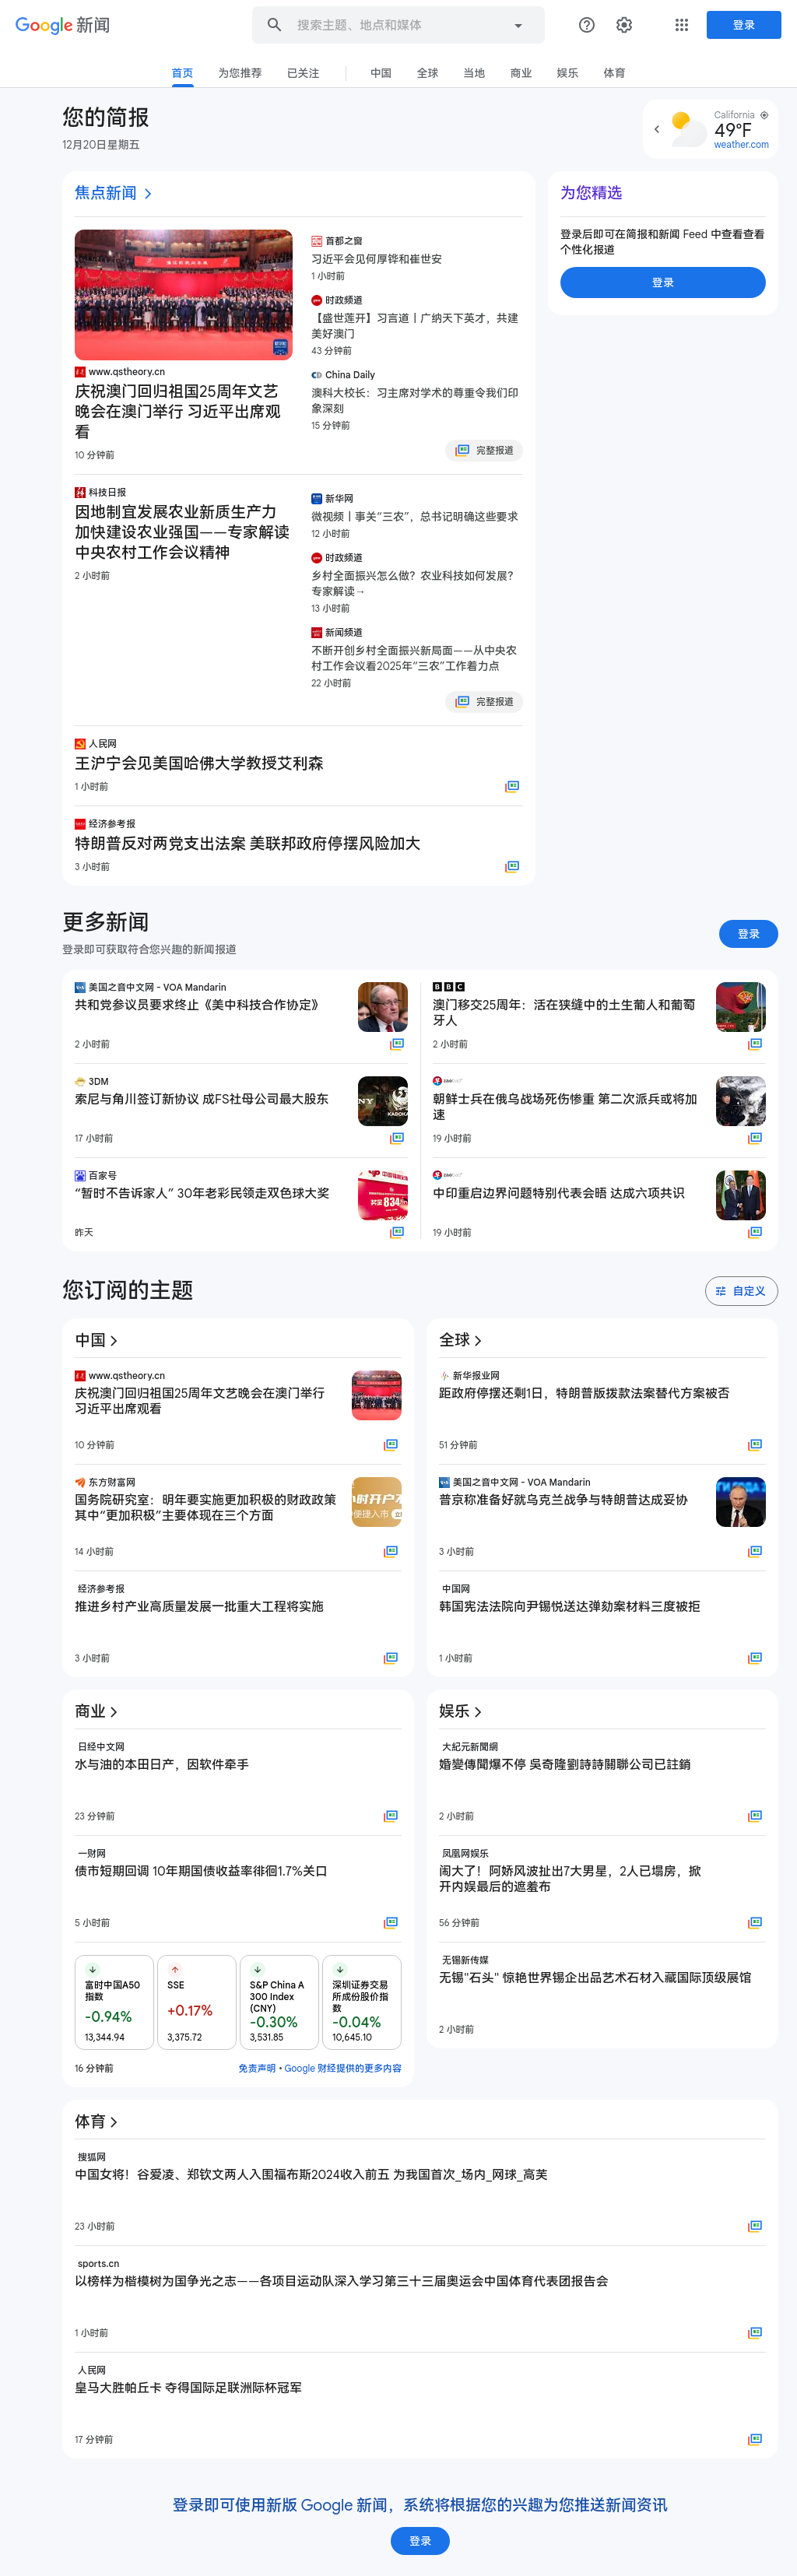 Google 新闻
搜索主题、地点和媒体
登录
首页
为您推荐
已关注
中国
全球
当地
商业
娱乐
体育
您的简报
12月20日星期五
California
49°F
weather.com
焦点新闻
www.qstheory.cn
庆祝澳门回归祖国25周年文艺
晚会在澳门举行 习近平出席观
看
10 分钟前
首都之窗
习近平会见何厚铧和崔世安
1 小时前
时政频道
【盛世莲开】习言道丨广纳天下英才，共建
美好澳门
43 分钟前
China Daily
澳科大校长：习主席对学术的尊重令我们印
象深刻
15 分钟前
完整报道
科技日报
因地制宜发展农业新质生产力
加快建设农业强国——专家解读
中央农村工作会议精神
2 小时前
新华网
微视频丨事关“三农”，总书记明确这些要求
12 小时前
时政频道
乡村全面振兴怎么做？农业科技如何发展？
专家解读→
13 小时前
新闻频道
不断开创乡村全面振兴新局面——从中央农
村工作会议看2025年“三农”工作着力点
22 小时前
完整报道
人民网
王沪宁会见美国哈佛大学教授艾利森
1 小时前
经济参考报
特朗普反对两党支出法案 美联邦政府停摆风险加大
3 小时前
为您精选
登录后即可在简报和新闻 Feed 中查看查看
个性化报道
登录
更多新闻
登录即可获取符合您兴趣的新闻报道
登录
美国之音中文网 - VOA Mandarin
共和党参议员要求终止《美中科技合作协定》
2 小时前
BBC
澳门移交25周年：活在狭缝中的土生葡人和葡萄
牙人
2 小时前
3DM
索尼与角川签订新协议 成FS社母公司最大股东
17 小时前
朝鲜士兵在俄乌战场死伤惨重 第二次派兵或将加
速
19 小时前
百家号
“暂时不告诉家人” 30年老彩民领走双色球大奖
昨天
中印重启边界问题特别代表会晤 达成六项共识
19 小时前
您订阅的主题
自定义
中国
www.qstheory.cn
庆祝澳门回归祖国25周年文艺晚会在澳门举行
习近平出席观看
10 分钟前
东方财富网
国务院研究室：明年要实施更加积极的财政政策
其中“更加积极”主要体现在三个方面
14 小时前
经济参考报
推进乡村产业高质量发展一批重大工程将实施
3 小时前
全球
新华报业网
距政府停摆还剩1日，特朗普版拨款法案替代方案被否
51 分钟前
美国之音中文网 - VOA Mandarin
普京称准备好就乌克兰战争与特朗普达成妥协
3 小时前
中国网
韩国宪法法院向尹锡悦送达弹劾案材料三度被拒
1 小时前
商业
日经中文网
水与油的本田日产，因软件牵手
23 分钟前
一财网
债市短期回调 10年期国债收益率徘徊1.7%关口
5 小时前
富时中国A50
指数
-0.94%
13,344.94
SSE
+0.17%
3,375.72
S&P China A
300 Index
(CNY)
-0.30%
3,531.85
深圳证券交易
所成份股价指
数
-0.04%
10,645.10
16 分钟前
免责声明 • Google 财经提供的更多内容
娱乐
大紀元新聞網
婚變傳聞爆不停 吳奇隆劉詩詩關聯公司已註銷
2 小时前
凤凰网娱乐
闹大了！阿娇风波扯出7大男星，2人已塌房，掀
开内娱最后的遮羞布
56 分钟前
无锡新传媒
无锡"石头" 惊艳世界锡企出品艺术石材入藏国际顶级展馆
2 小时前
体育
搜狐网
中国女将！谷爱凌、郑钦文两人入围福布斯2024收入前五 为我国首次_场内_网球_高芙
23 小时前
sports.cn
以榜样为楷模树为国争光之志——各项目运动队深入学习第三十三届奥运会中国体育代表团报告会
1 小时前
人民网
皇马大胜帕丘卡 夺得国际足联洲际杯冠军
17 分钟前
登录即可使用新版 Google 新闻，系统将根据您的兴趣为您推送新闻资讯
登录